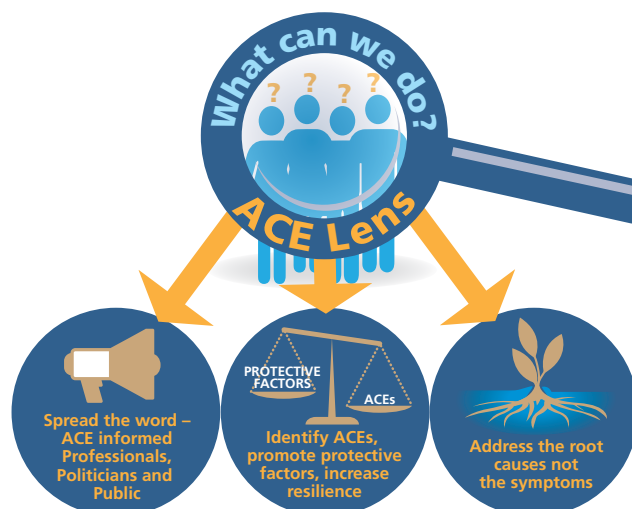 What can we do?
? ? ? ?
ACE Lens
Spread the word –
ACE informed
Professionals,
Politicians and
Public
PROTECTIVE
FACTORS
ACEs
Identify ACEs,
promote protective
factors, increase
resilience
Address the root
causes not
the symptoms